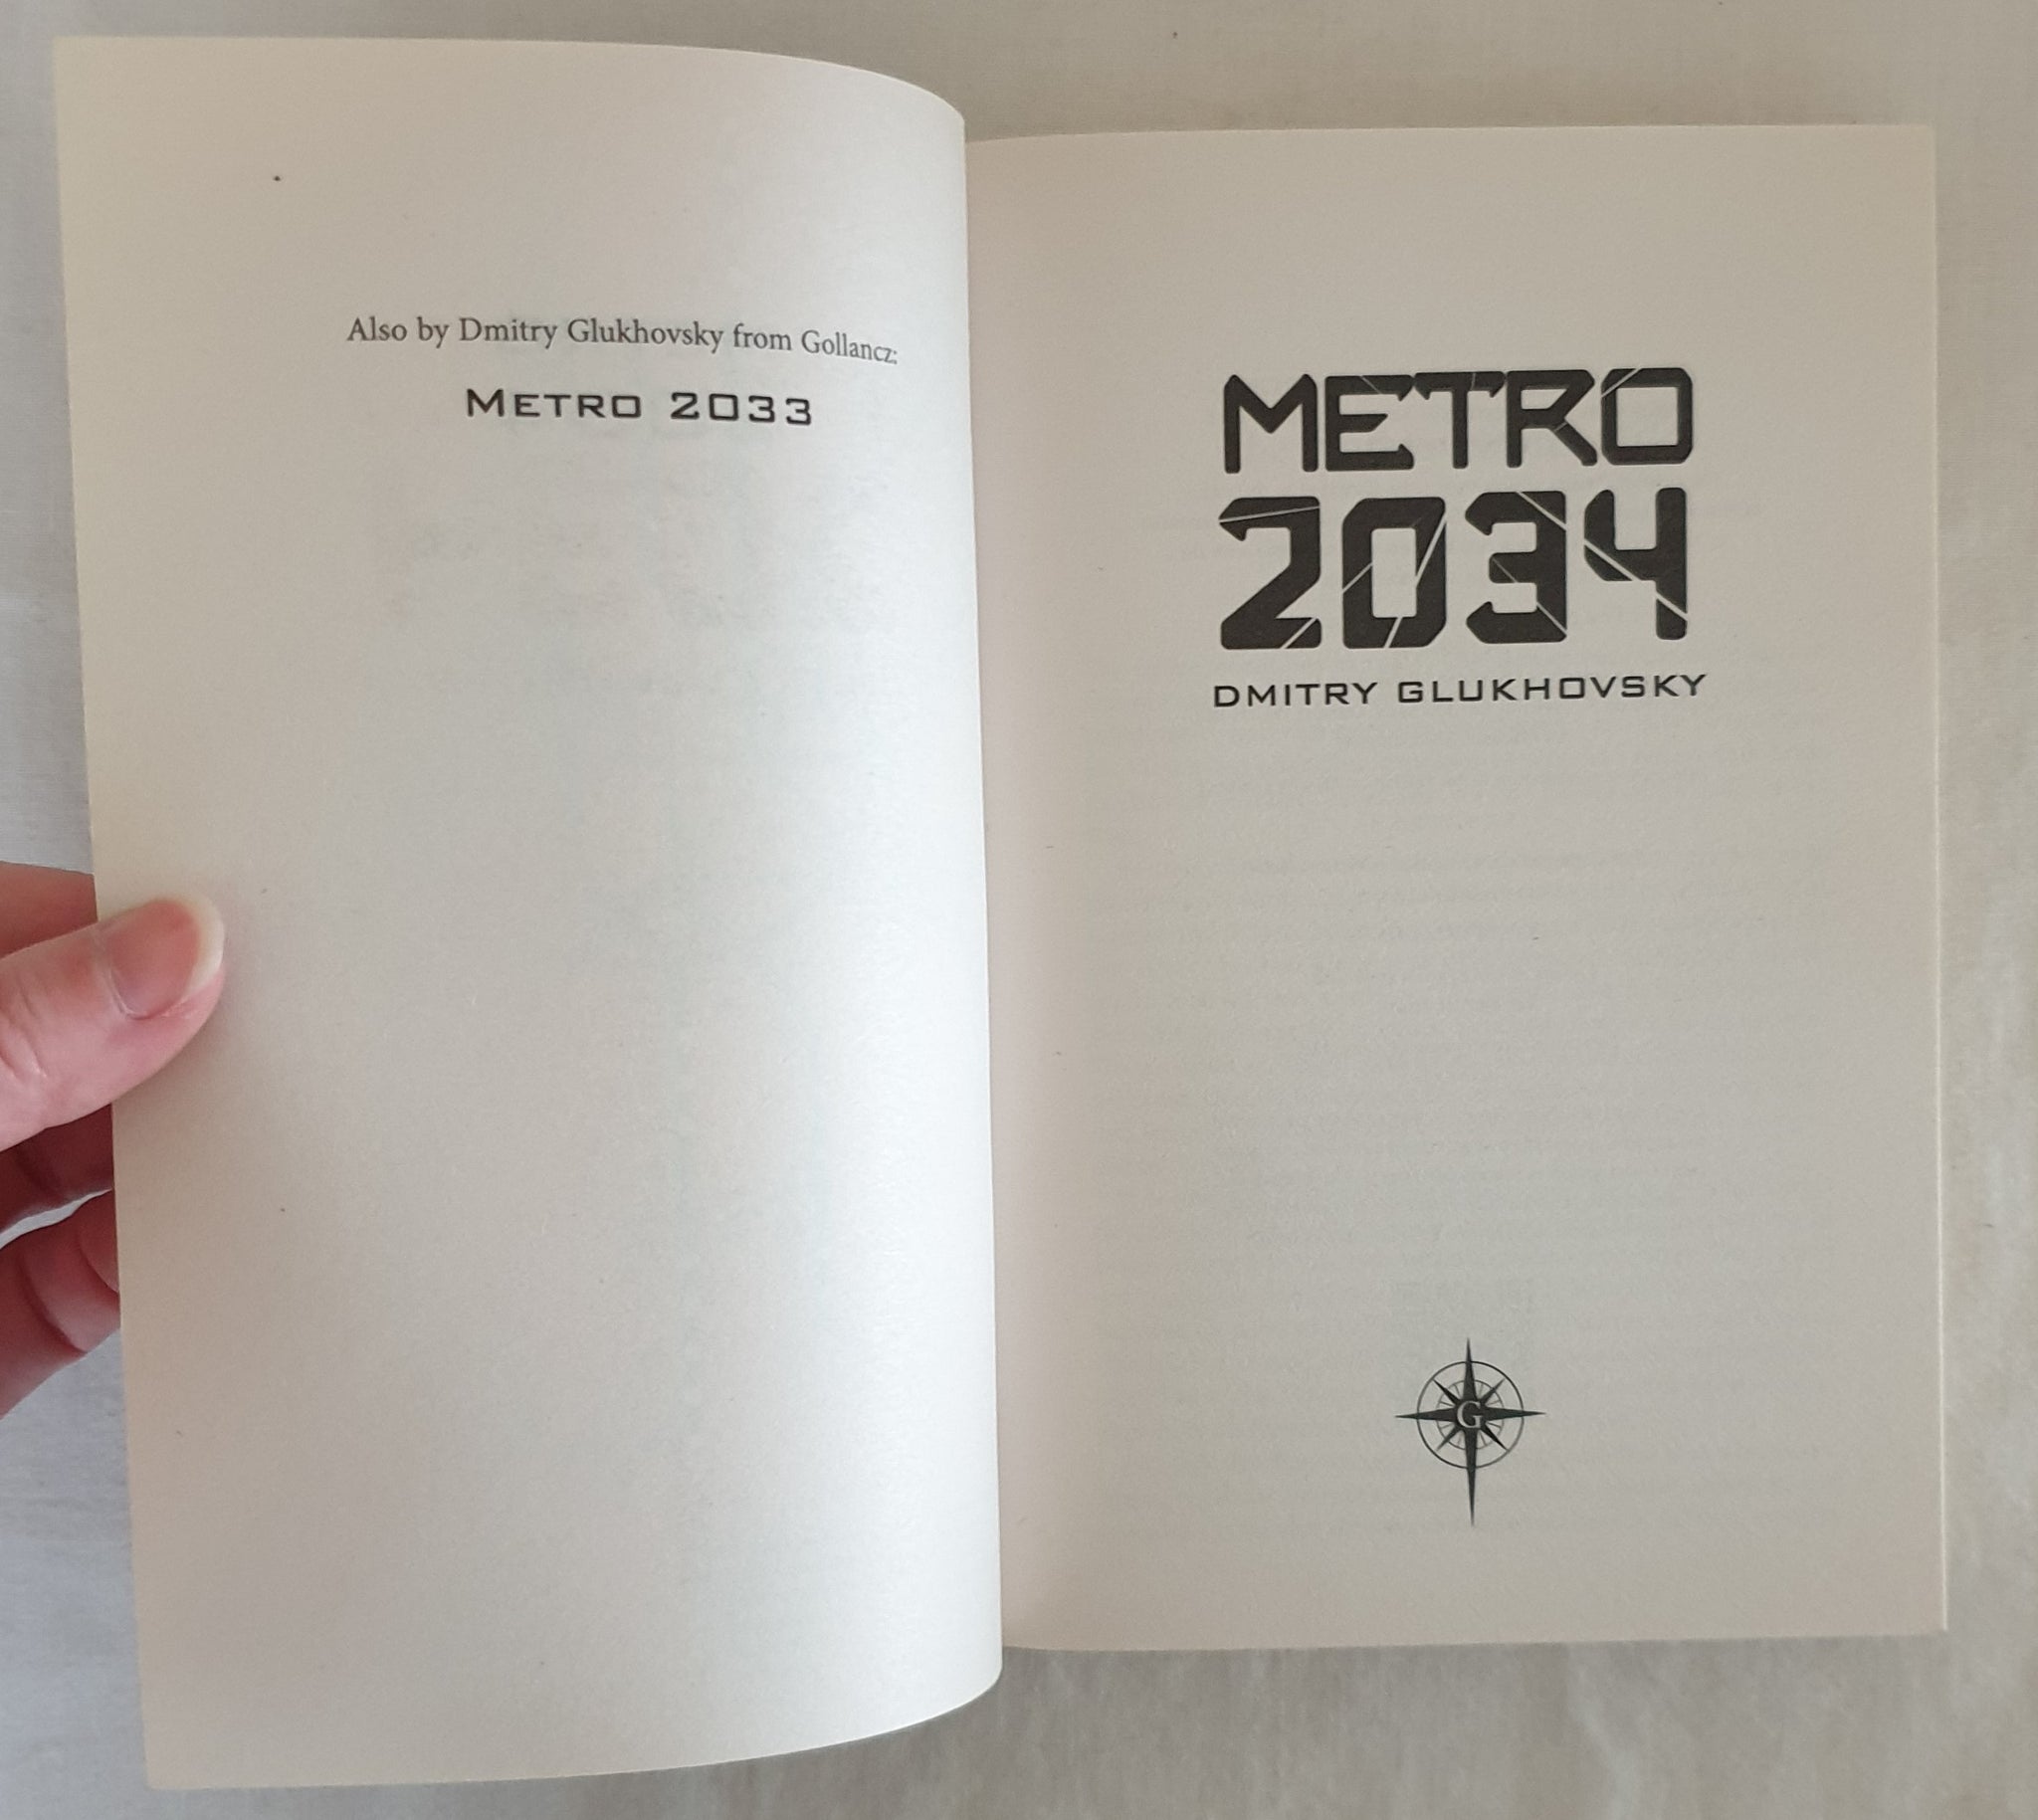 Also by Dmitry Glukhovsky from Gollancz:
METRO 2033
METRO
2034
DMITRY GLUKHOVSKY
G